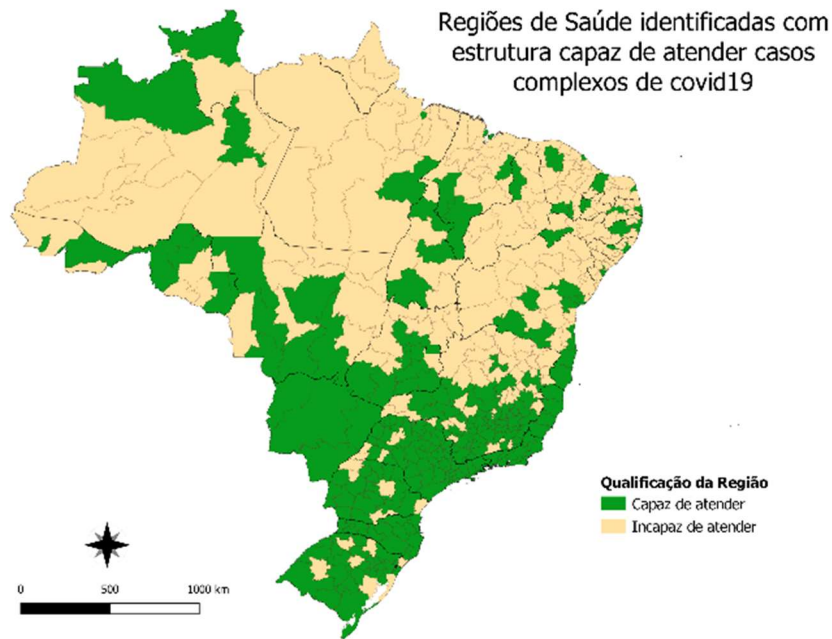 Regiões de Saúde identificadas com
estrutura capaz de atender casos
complexos de covid19
Qualificação da Região
Capaz de atender
Incapaz de atender
0 500 1000 km